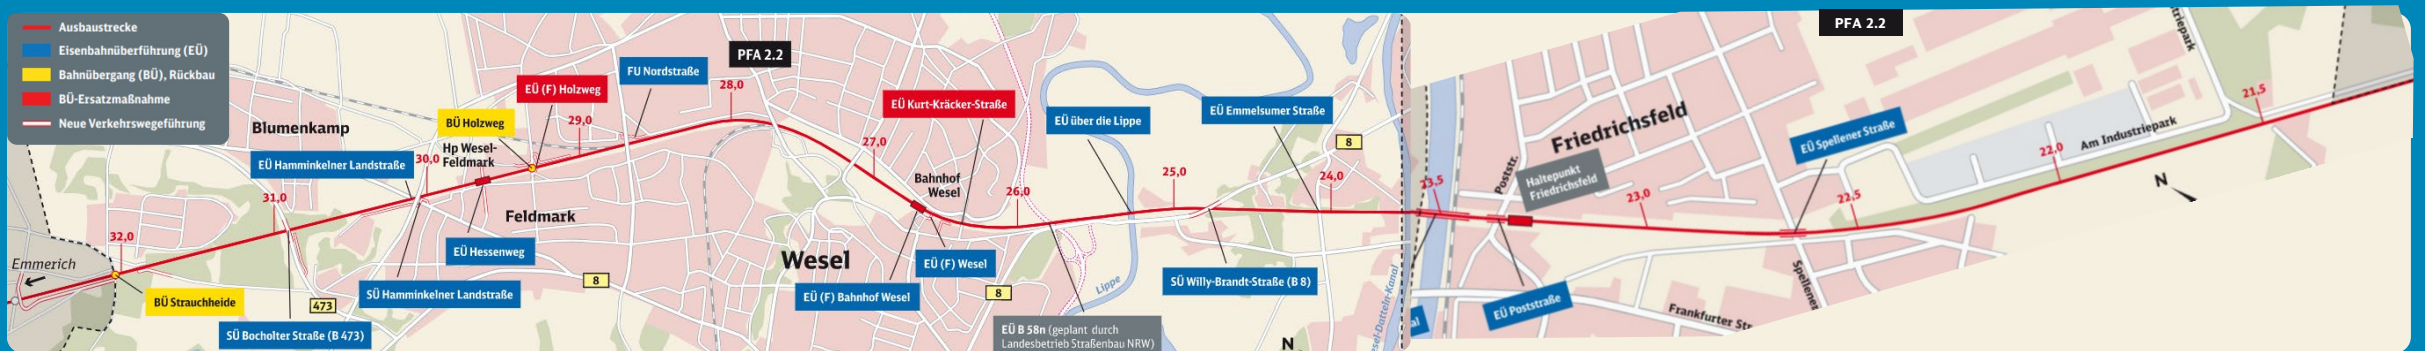 Ausbaustrecke
Eisenbahnüberführung (EÜ)
Bahnübergang (BÜ), Rückbau
BÜ-Ersatzmaßnahme
Neue Verkehrswegeführung
Blumenkamp
EÜ Hamminkelner Landstraße
BÜ Holzweg
Hp Wesel-
Feldmark
EÜ (F) Holzweg
FU Nordstraße
PFA 2.2
28,0
29,0
30,0
31,0
32,0
Emmerich
BÜ Strauchheide
SÜ Bocholter Straße (B 473)
473
SÜ Hamminkelner Landstraße
EÜ Hessenweg
Feldmark
8
Wesel
27,0
EÜ Kurt-Kräcker-Straße
Bahnhof
Wesel
26,0
EÜ (F) Wesel
EÜ (F) Bahnhof Wesel
8
EÜ B 58n (geplant durch
Landesbetrieb Straßenbau NRW)
EÜ über die Lippe
Lippe
25,0
EÜ Emmelsumer Straße
8
24,0
SÜ Willy-Brandt-Straße (B 8)
N
sel-Datteln-Kanal
al
23,5
Poststr.
Haltepunkt
Friedrichsfeld
Friedrichsfeld
EÜ Poststraße
23,0
PFA 2.2
EÜ Spellener Straße
22,5
Spellener
Frankfurter Str
22,0
Am Industriepark
striepark
21,5
N